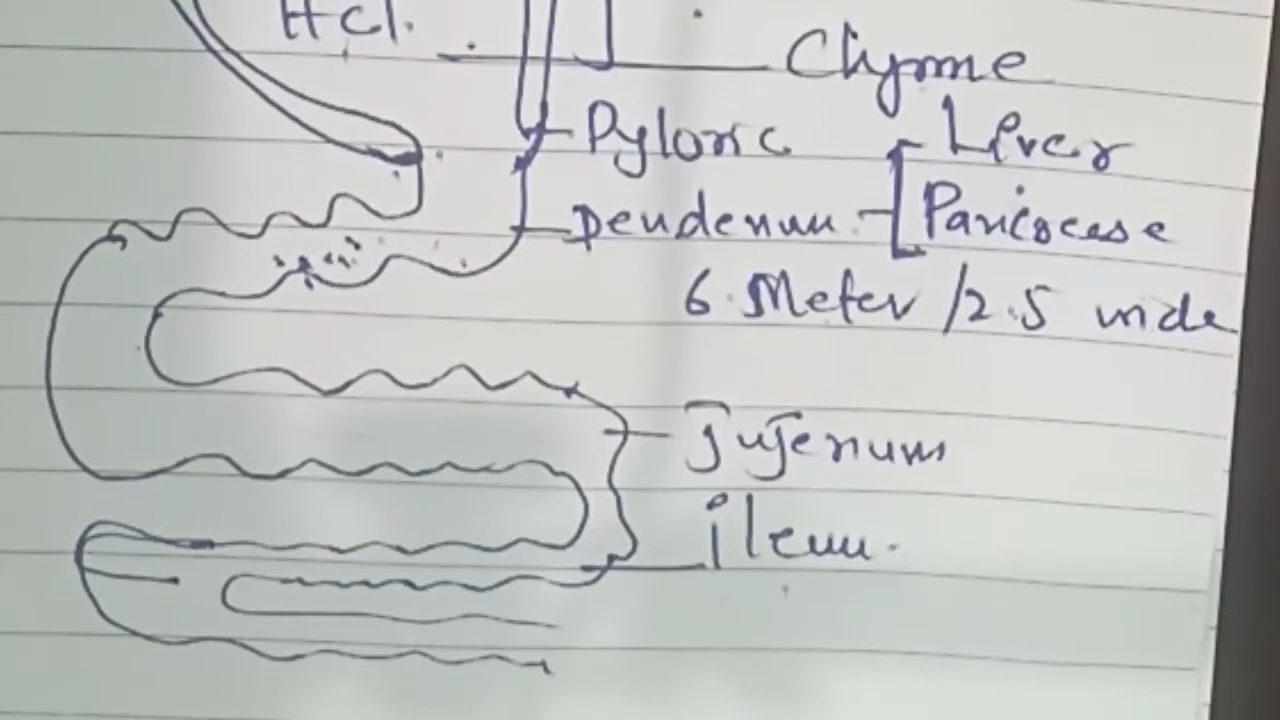 HCl.
Chyme
Pyloric
Liver
Deudenum
Pancrease
6 Meter / 2.5 wide
Jujenum
ileum.